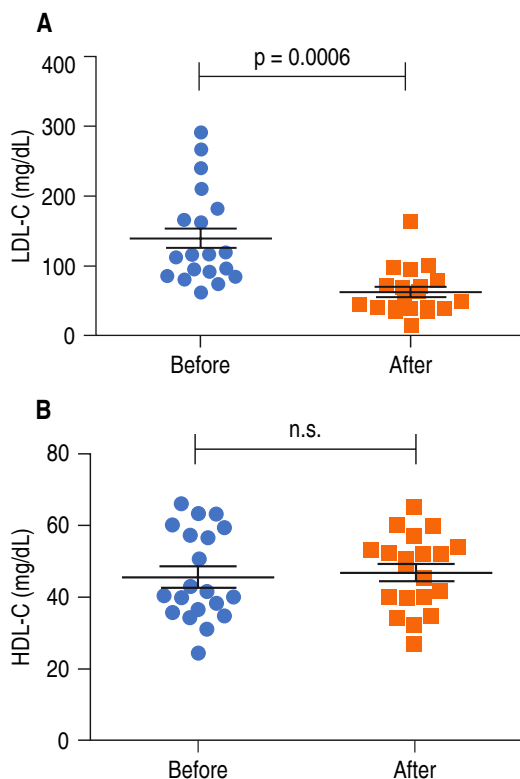 A
p = 0.0006
400
300
200
100
0
LDL-C (mg/dL)
Before After
B
n.s.
80
60
40
20
0
HDL-C (mg/dL)
Before After